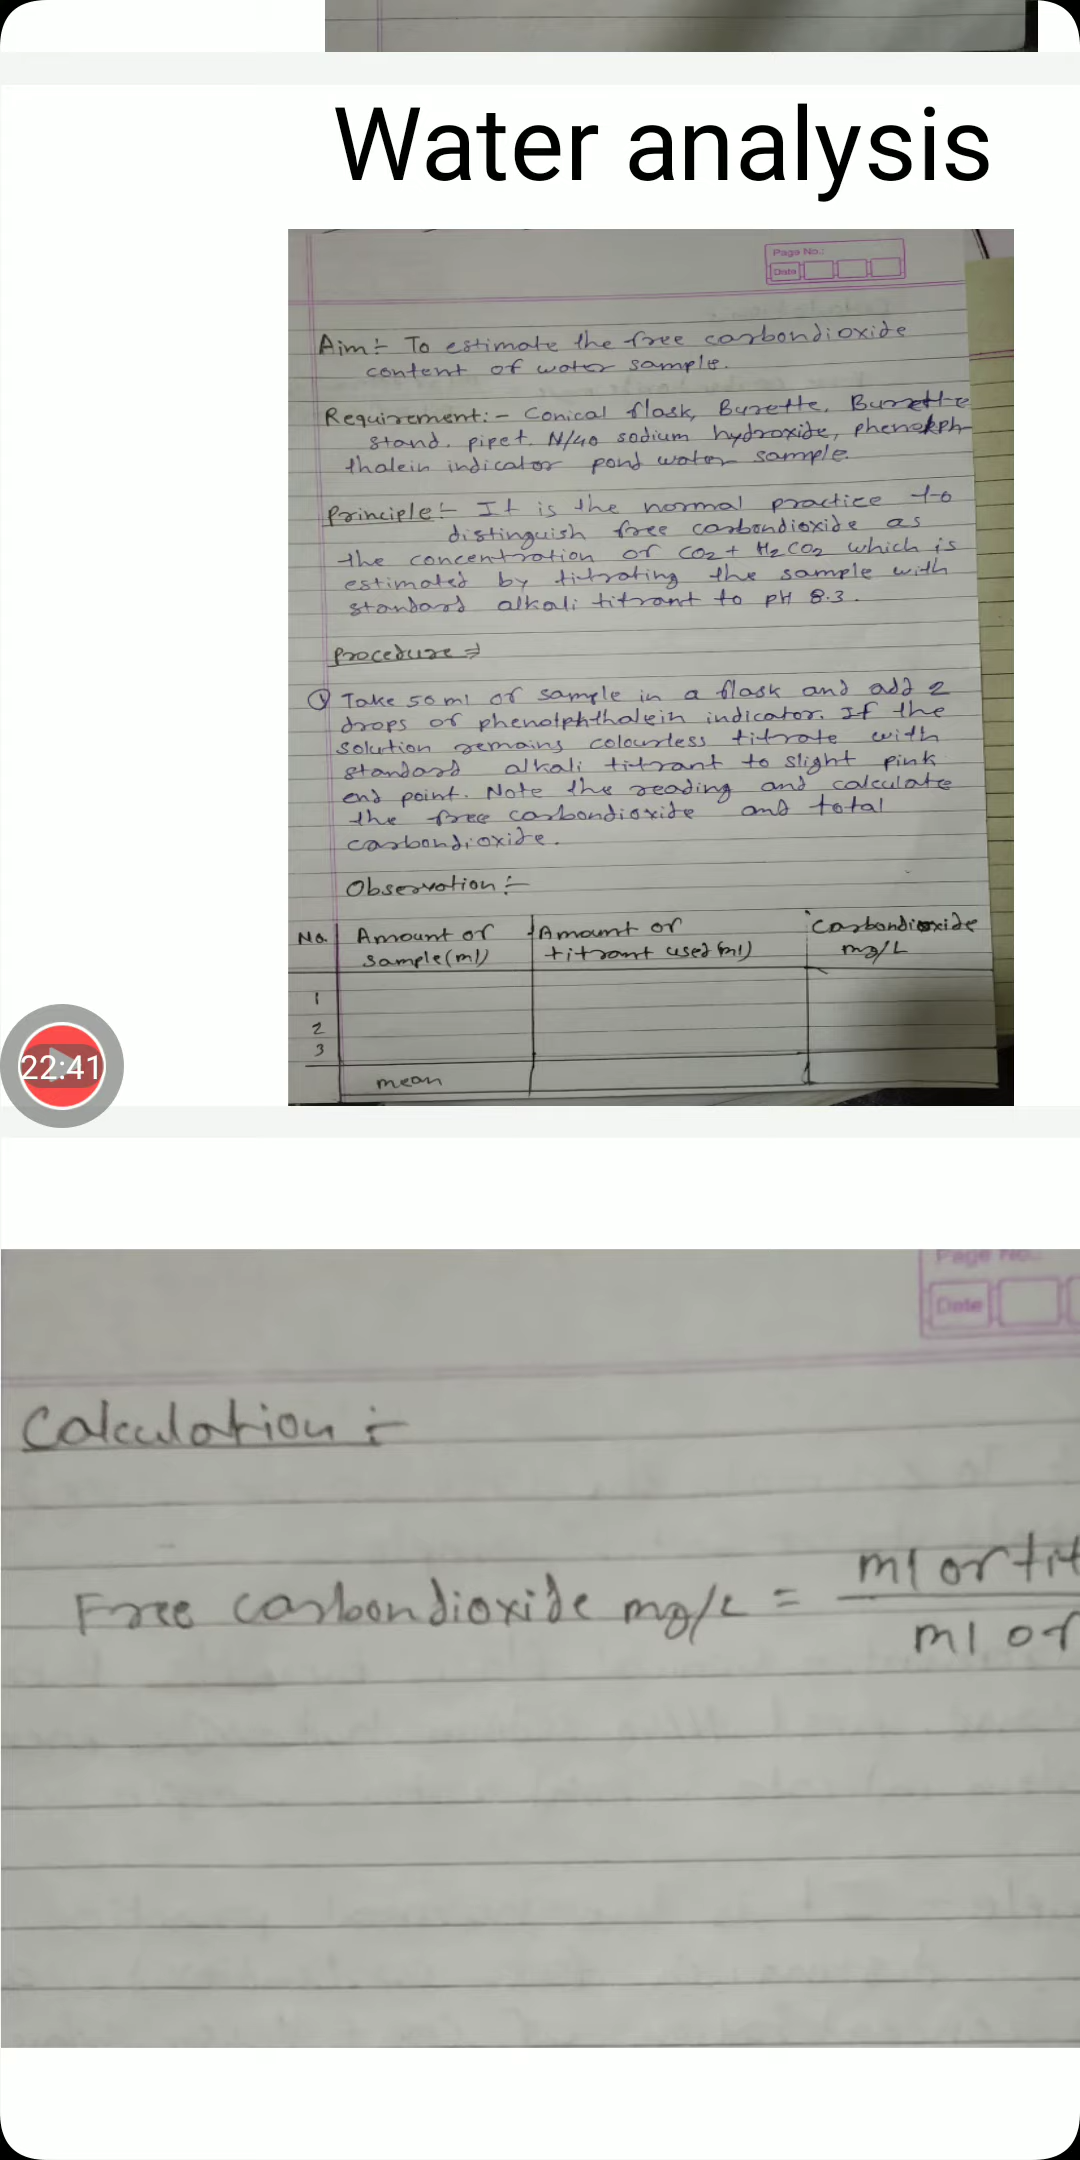 Water analysis
Page No.:
Date
Aim:- To estimate the free carbondioxide
content of water sample.
Requirement:- Conical flask, Burette, Burrette
stand. pipet. N/40 sodium hydroxide, phenolph-
thalein indicator pond water sample.
Principle:- It is the normal practice to
distinguish free carbondioxide as
the concentration of CO2 + H2CO2 which is
estimated by titrating the sample with
standard alkali titrant to pH 8.3.
Procedure ⇒
① Take 50 ml of sample in a flask and add 2
drops of phenolphthalein indicator. If the
solution remains colourless titrate with
standard alkali titrant to slight pink
end point. Note the reading and calculate
the free carbondioxide and total
carbondioxide.
Observation:-
No. Amount of Amount of Carbondioxide
sample(ml) titrant used (ml) mg/L
1
2
3
mean
22:41
Page No.:
Date
Calculation:-
ml of tit
Free carbondioxide mg/L =
ml of